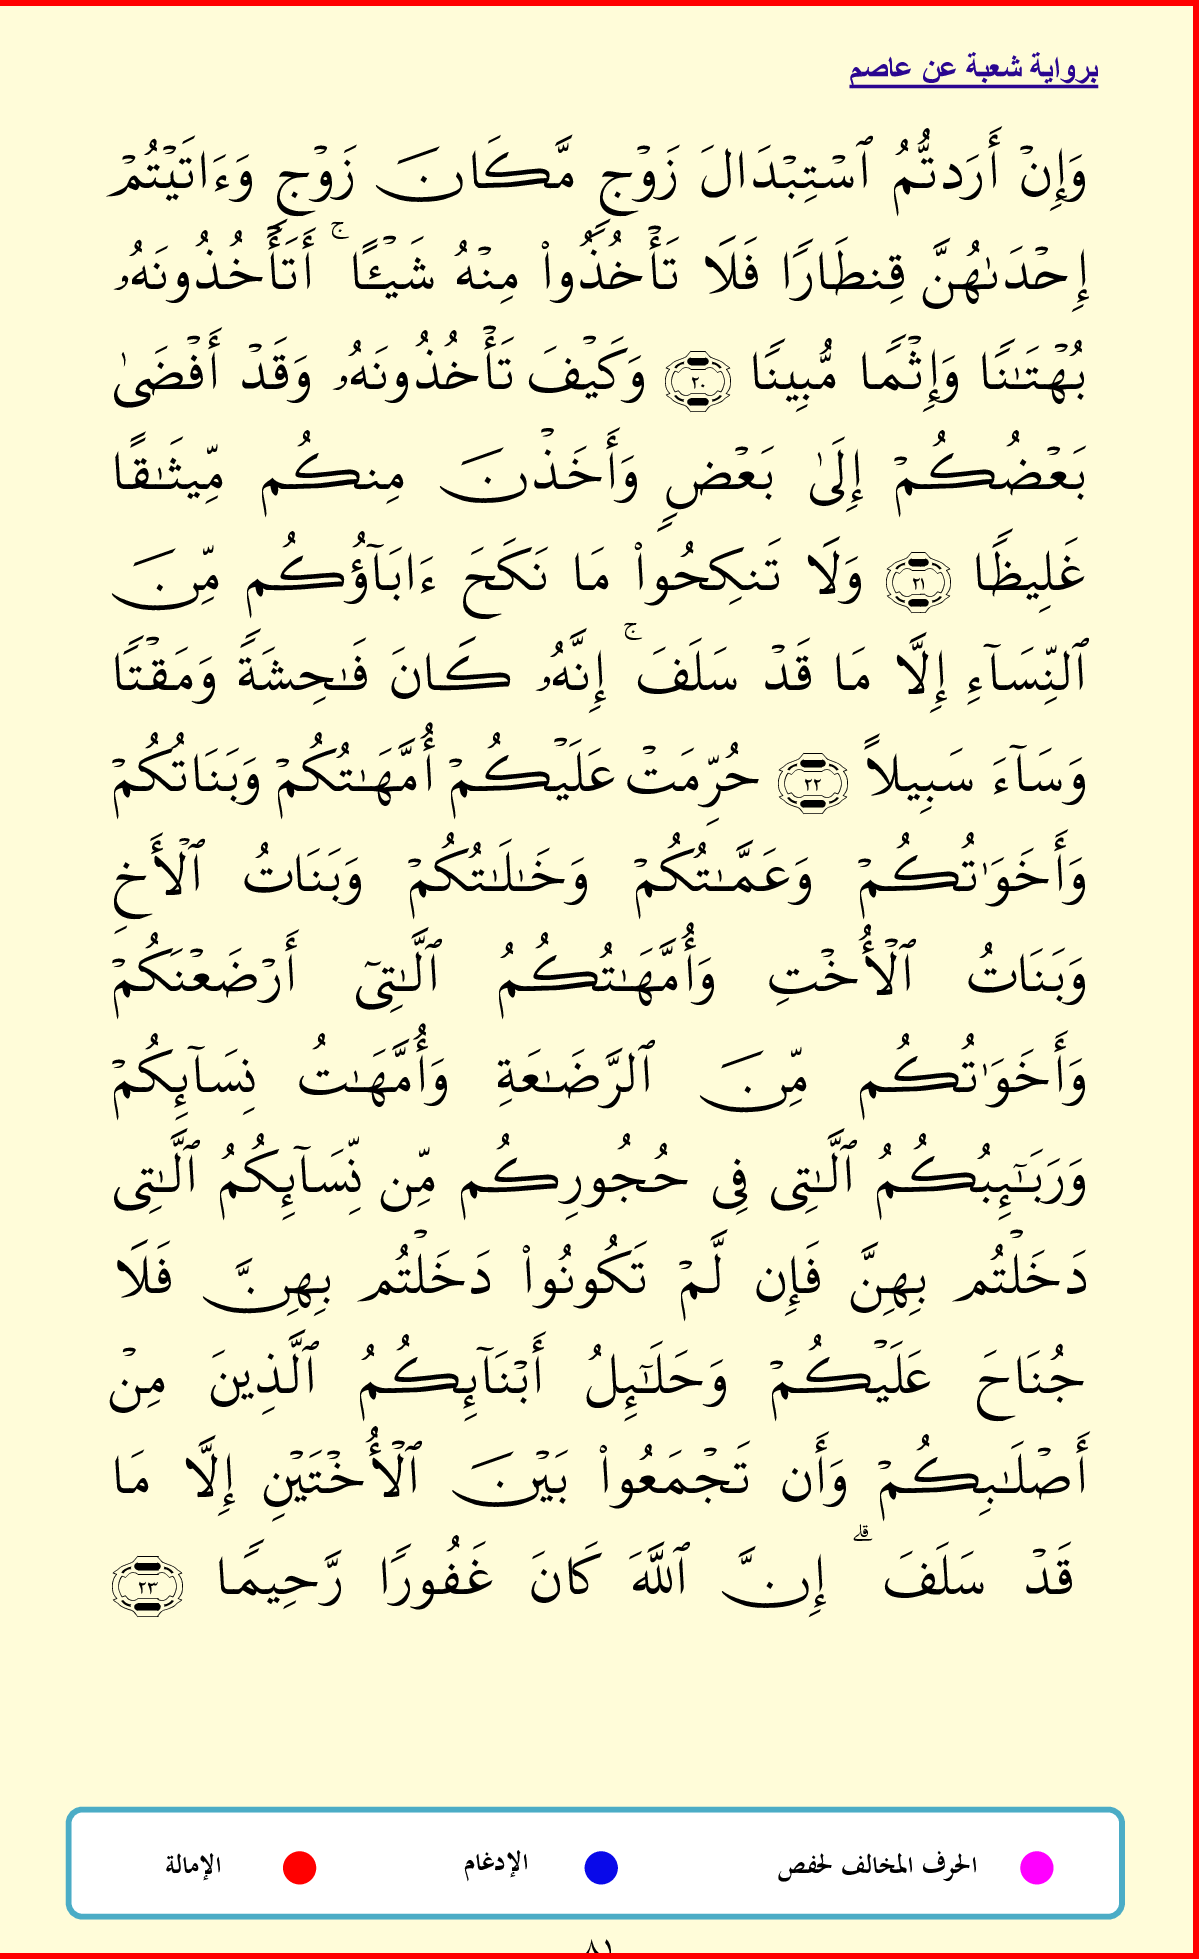 برواية شعبة عن عاصم
وَإِنْ أَرَدتُّمُ ٱسْتِبْدَالَ زَوْجٍ مَّكَانَ زَوْجٍ وَءَاتَيْتُمْ
إِحْدَىٰهُنَّ قِنطَارًا فَلَا تَأْخُذُوا۟ مِنْهُ شَيْـًٔا ۚ أَتَأْخُذُونَهُۥ
بُهْتَـٰنًا وَإِثْمًا مُّبِينًا ٢٠ وَكَيْفَ تَأْخُذُونَهُۥ وَقَدْ أَفْضَىٰ
بَعْضُكُمْ إِلَىٰ بَعْضٍ وَأَخَذْنَ مِنكُم مِّيثَـٰقًا
غَلِيظًا ٢١ وَلَا تَنكِحُوا۟ مَا نَكَحَ ءَابَآؤُكُم مِّنَ
ٱلنِّسَآءِ إِلَّا مَا قَدْ سَلَفَ ۚ إِنَّهُۥ كَانَ فَـٰحِشَةً وَمَقْتًا
وَسَآءَ سَبِيلاً ٢٢ حُرِّمَتْ عَلَيْكُمْ أُمَّهَـٰتُكُمْ وَبَنَاتُكُمْ
وَأَخَوَٰتُكُمْ وَعَمَّـٰتُكُمْ وَخَـٰلَـٰتُكُمْ وَبَنَاتُ ٱلْأَخِ
وَبَنَاتُ ٱلْأُخْتِ وَأُمَّهَـٰتُكُمُ ٱلَّـٰتِىٓ أَرْضَعْنَكُمْ
وَأَخَوَٰتُكُم مِّنَ ٱلرَّضَـٰعَةِ وَأُمَّهَـٰتُ نِسَآئِكُمْ
وَرَبَـٰٓئِبُكُمُ ٱلَّـٰتِى فِى حُجُورِكُم مِّن نِّسَآئِكُمُ ٱلَّـٰتِى
دَخَلْتُم بِهِنَّ فَإِن لَّمْ تَكُونُوا۟ دَخَلْتُم بِهِنَّ فَلَا
جُنَاحَ عَلَيْكُمْ وَحَلَـٰٓئِلُ أَبْنَآئِكُمُ ٱلَّذِينَ مِنْ
أَصْلَـٰبِكُمْ وَأَن تَجْمَعُوا۟ بَيْنَ ٱلْأُخْتَيْنِ إِلَّا مَا
قَدْ سَلَفَ ۗ إِنَّ ٱللَّهَ كَانَ غَفُورًا رَّحِيمًا ٢٣
الحرف المخالف لحفص الإدغام الإمالة
٨١